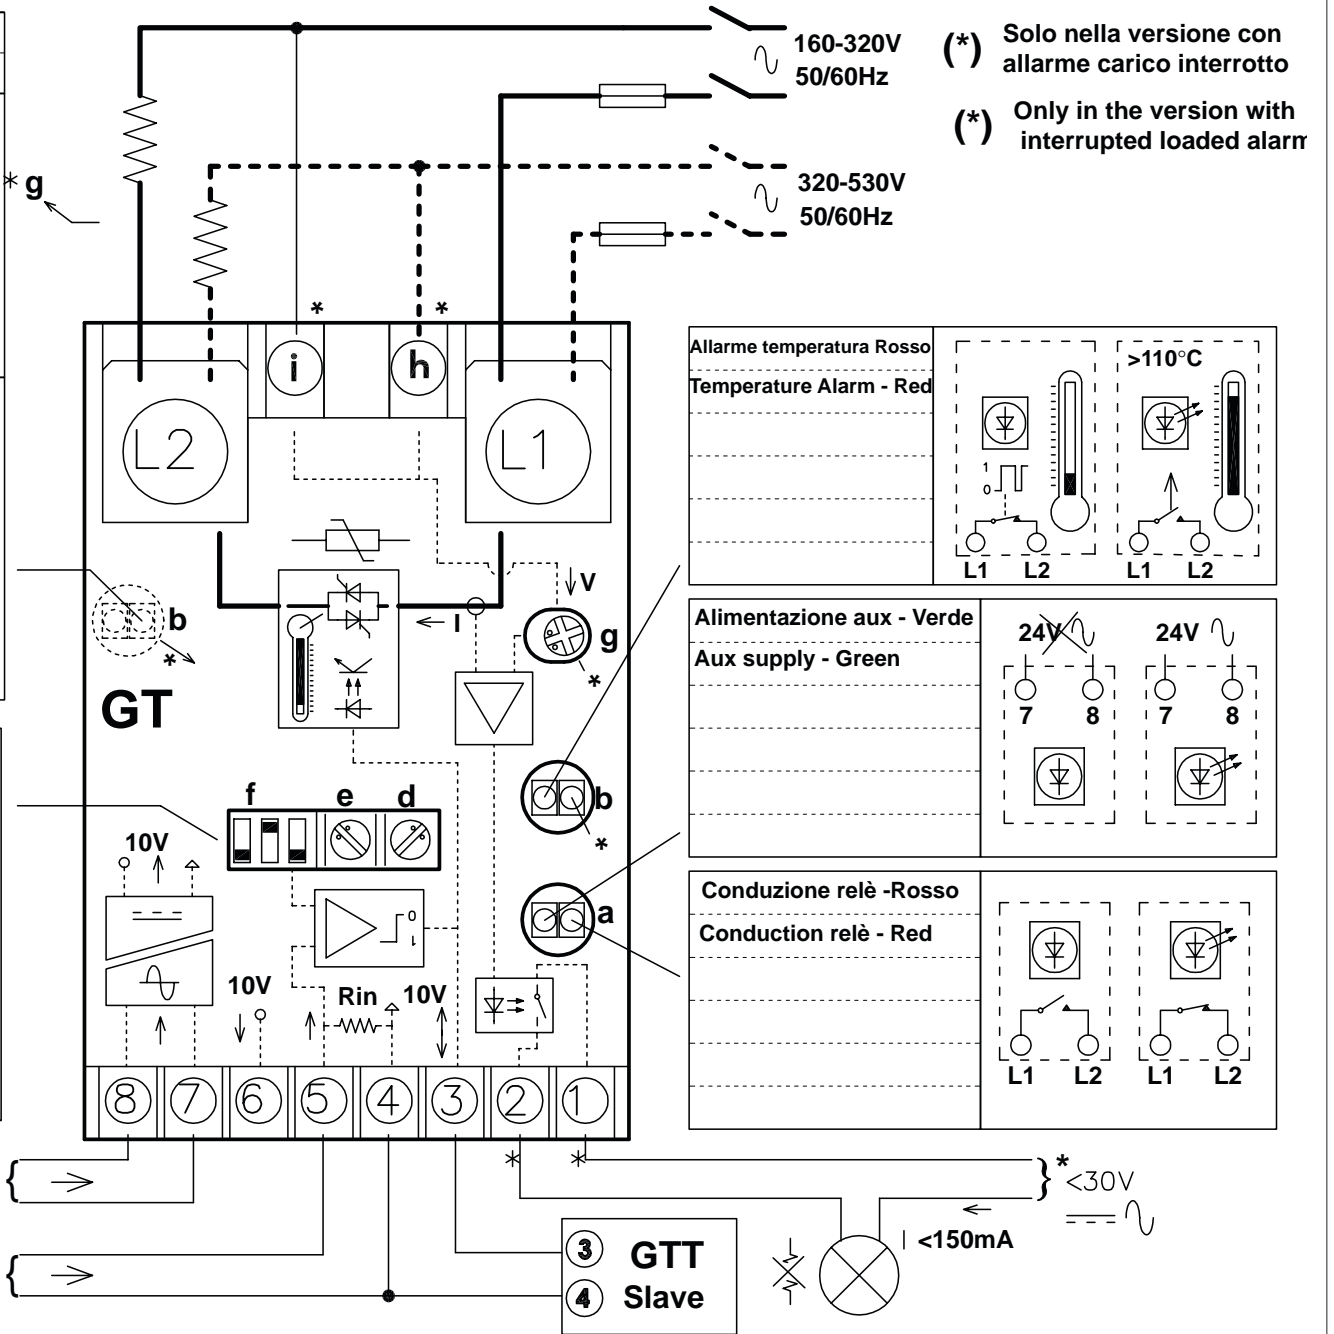 160-320V
50/60Hz
(*) Solo nella versione con
allarme carico interrotto
(*) Only in the version with
interrupted loaded alarm
* g
320-530V
50/60Hz
* *
i h
L2 L1
Allarme temperatura Rosso
Temperature Alarm - Red
>110°C
1
0
L1 L2 L1 L2
V
I
g
*
b
*
GT
Alimentazione aux - Verde
Aux supply - Green
24V 24V
7 8 7 8
f e d
b
*
10V
a
0
1
Conduzione relè -Rosso
Conduction relè - Red
L1 L2 L1 L2
10V Rin 10V
8 7 6 5 4 3 2 1
* *
{ } *
<30V
{
I <150mA
3 GTT
4 Slave